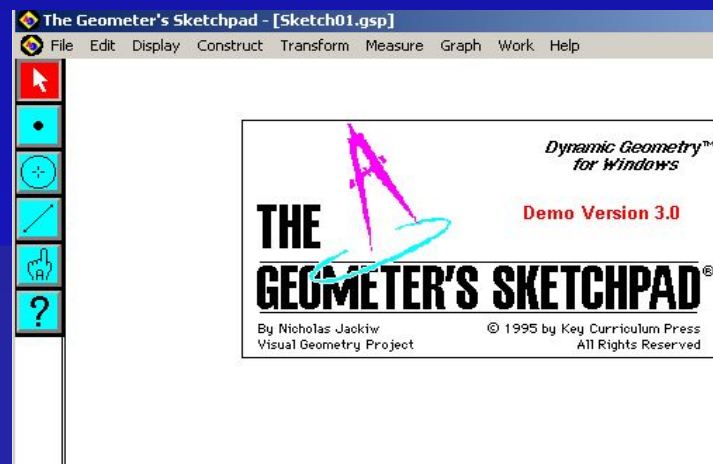 The Geometer's Sketchpad - [Sketch01.gsp]
File Edit Display Construct Transform Measure Graph Work Help
Dynamic Geometry™
for Windows
Demo Version 3.0
THE
GEOMETER'S SKETCHPAD®
By Nicholas Jackiw © 1995 by Key Curriculum Press
Visual Geometry Project All Rights Reserved
A
?